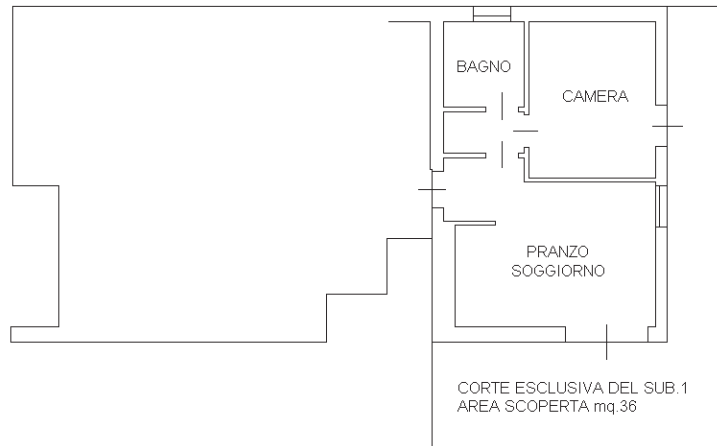 BAGNO
CAMERA
PRANZO
SOGGIORNO
CORTE ESCLUSIVA DEL SUB.1
AREA SCOPERTA mq.36